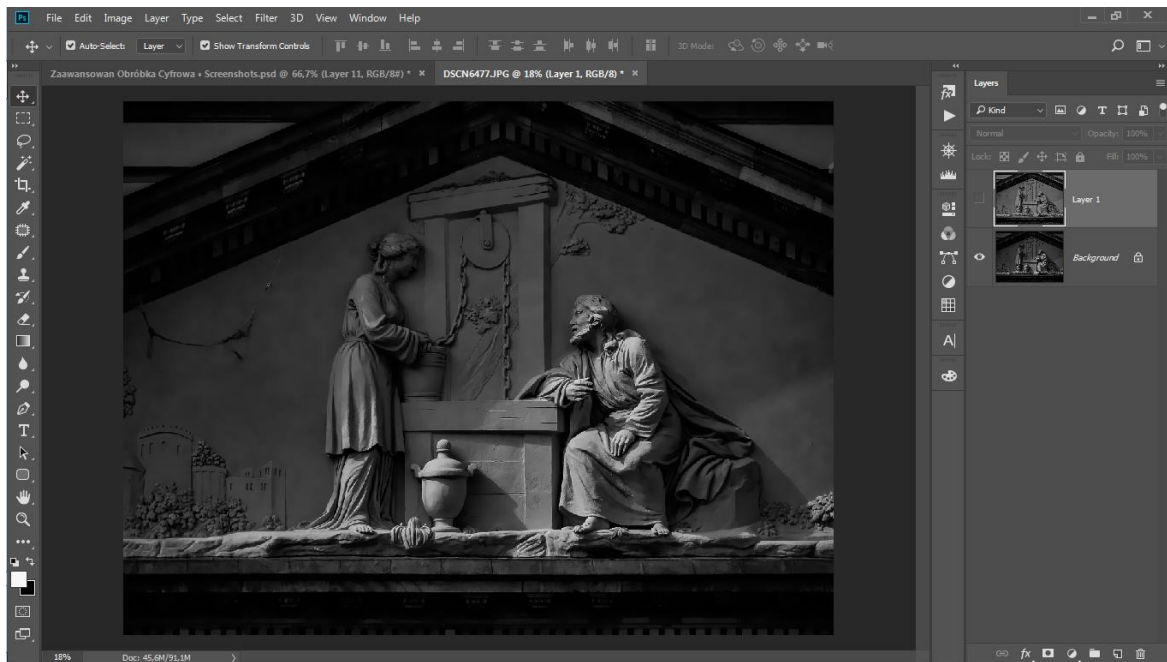 Ps File Edit Image Layer Type Select Filter 3D View Window Help
Auto-Select: Layer Show Transform Controls 3D Mode:
Zaawansowan Obróbka Cyfrowa • Screenshots.psd @ 66,7% (Layer 11, RGB/8#) * × DSCN6477.JPG @ 18% (Layer 1, RGB/8) * ×
Layers
Kind
Normal Opacity: 100%
Lock: Fill: 100%
Layer 1
Background
18% Doc: 45,6M/91,1M